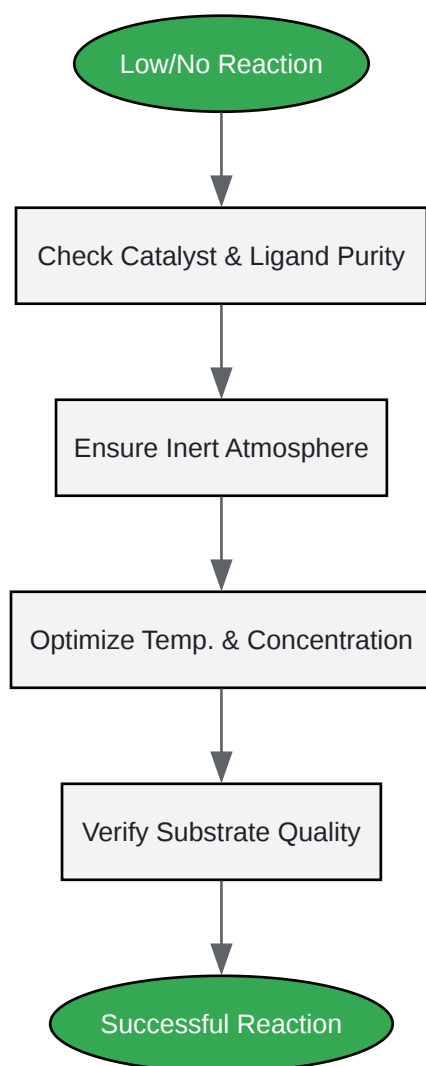 Low/No Reaction
Check Catalyst & Ligand Purity
Ensure Inert Atmosphere
Optimize Temp. & Concentration
Verify Substrate Quality
Successful Reaction